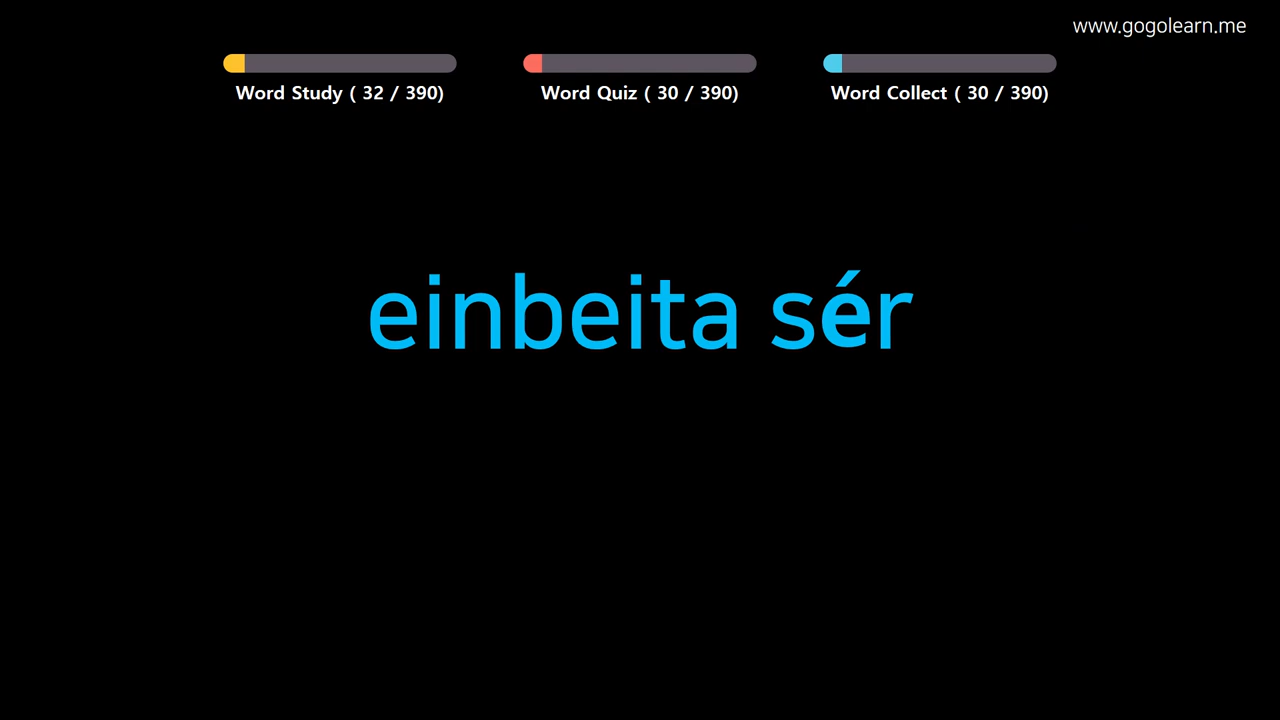 www.gogolearn.me
Word Study ( 32 / 390)
Word Quiz ( 30 / 390)
Word Collect ( 30 / 390)
einbeita sér